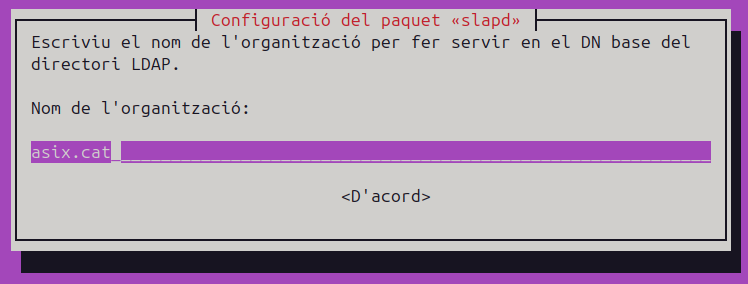 Configuració del paquet «slapd»
Escriviu el nom de l'organització per fer servir en el DN base del
directori LDAP.
Nom de l'organització:
asix.cat
<D'acord>